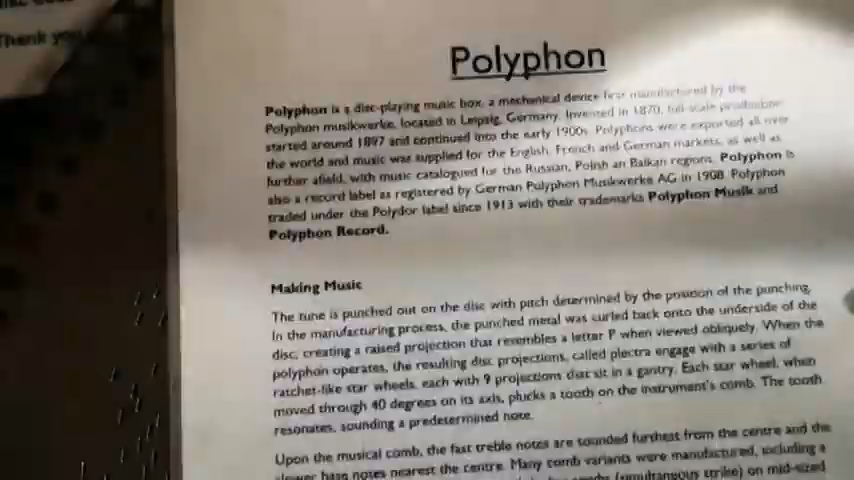 Thank you
Polyphon
Polyphon is a disc-playing music box, a mechanical device first manufactured by the
Polyphon musikwerke, located in Leipzig, Germany. Invented in 1870, full-scale production
started around 1897 and continued into the early 1900s. Polyphons were exported all over
the world and music was supplied for the English, French and German markets, as well as
further afield, with music catalogued for the Russian, Polish an Balkan regions. Polyphon is
also a record label as registered by German Polyphon Musikwerke AG in 1908. Polyphon
traded under the Polydor label since 1913 with their trademarks Polyphon Musik and
Polyphon Record.
Making Music
The tune is punched out on the disc with pitch determined by the position of the punching.
In the manufacturing process, the punched metal was curled back onto the underside of the
disc, creating a raised projection that resembles a letter P when viewed obliquely. When the
polyphon operates, the resulting disc projections, called plectra engage with a series of
ratchet-like star wheels, each with 9 projections that sit in a gantry. Each star wheel, when
moved through 40 degrees on its axis, plucks a tooth on the instrument's comb. The tooth
resonates, sounding a predetermined note.
Upon the musical comb, the fast treble notes are sounded furthest from the centre and the
slower bass notes nearest the centre. Many comb variants were manufactured, including a
(simultaneous strike) on mid-sized